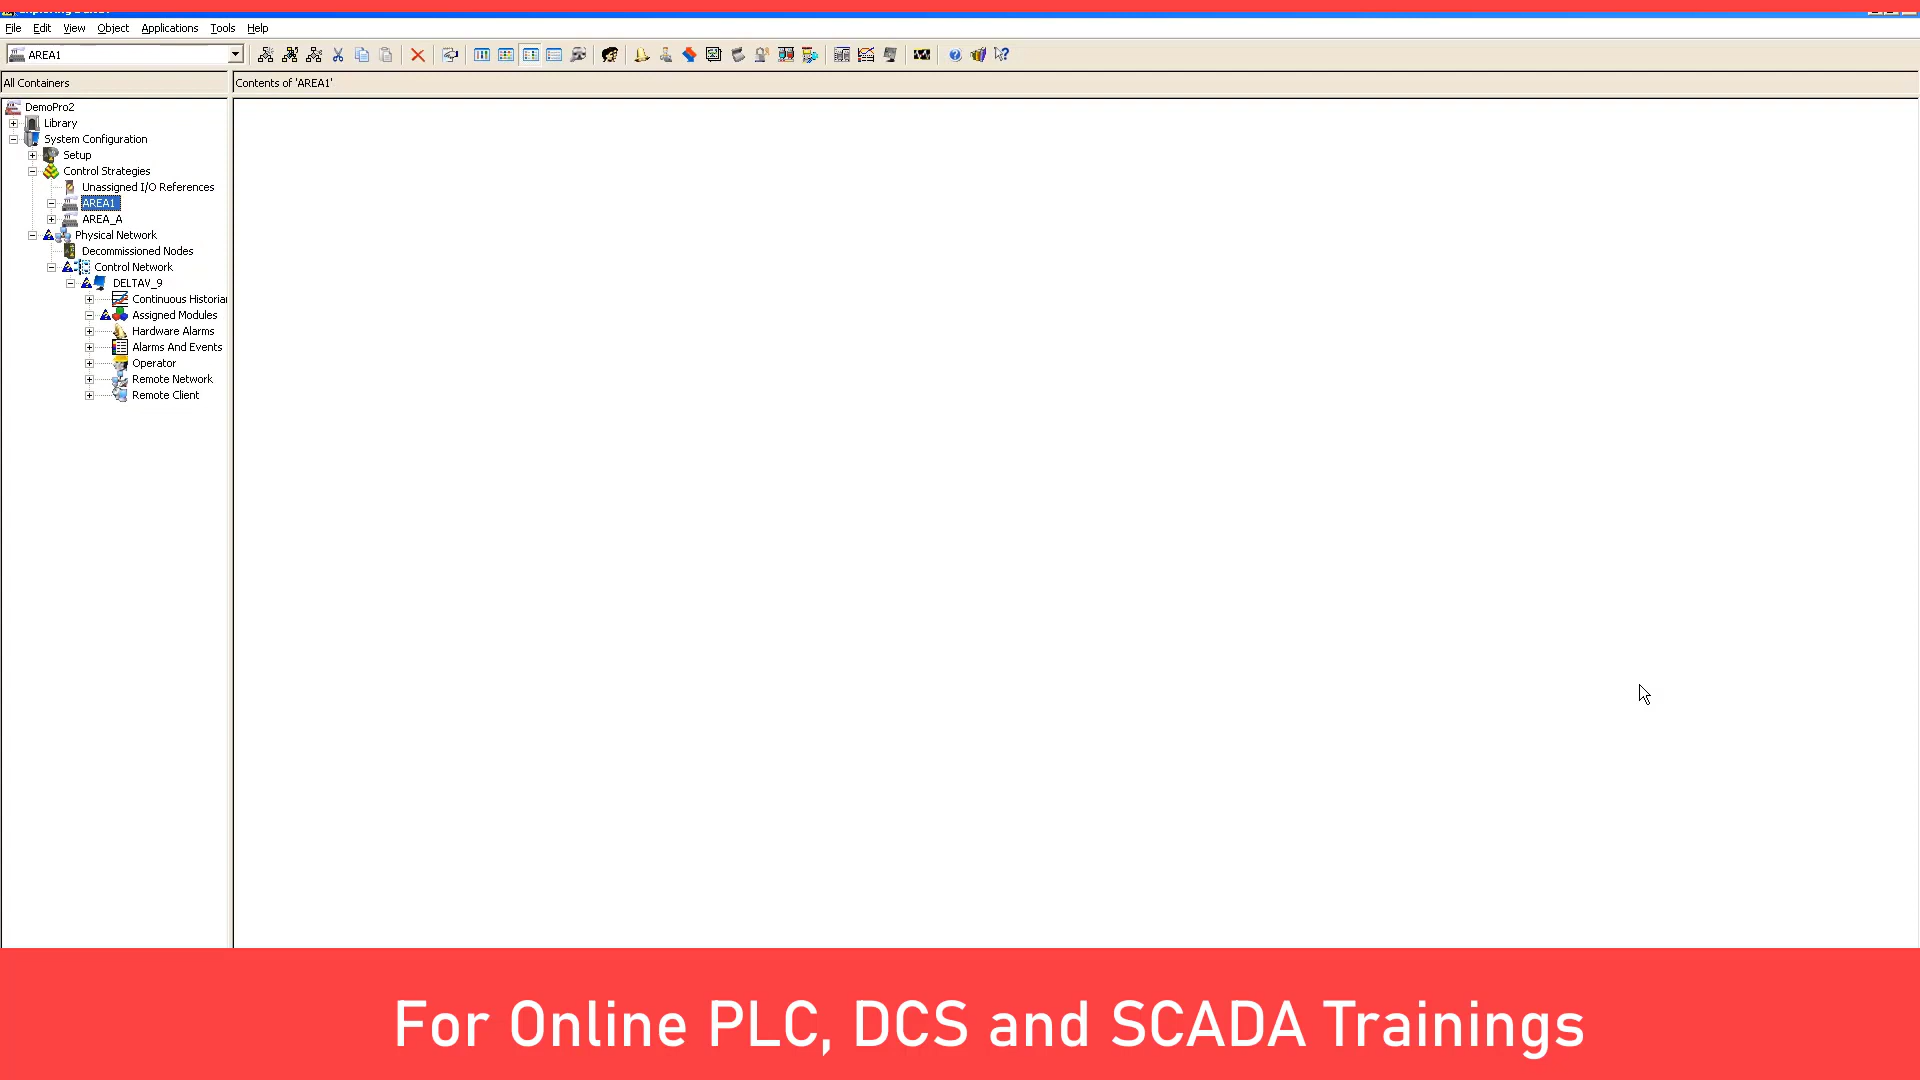 File Edit View Object Applications Tools Help
AREA1
All Containers
Contents of 'AREA1'
DemoPro2
Library
System Configuration
Setup
Control Strategies
Unassigned I/O References
AREA1
AREA_A
Physical Network
Decommissioned Nodes
Control Network
DELTAV_9
Continuous Historian
Assigned Modules
Hardware Alarms
Alarms And Events
Operator
Remote Network
Remote Client
For Online PLC, DCS and SCADA Trainings